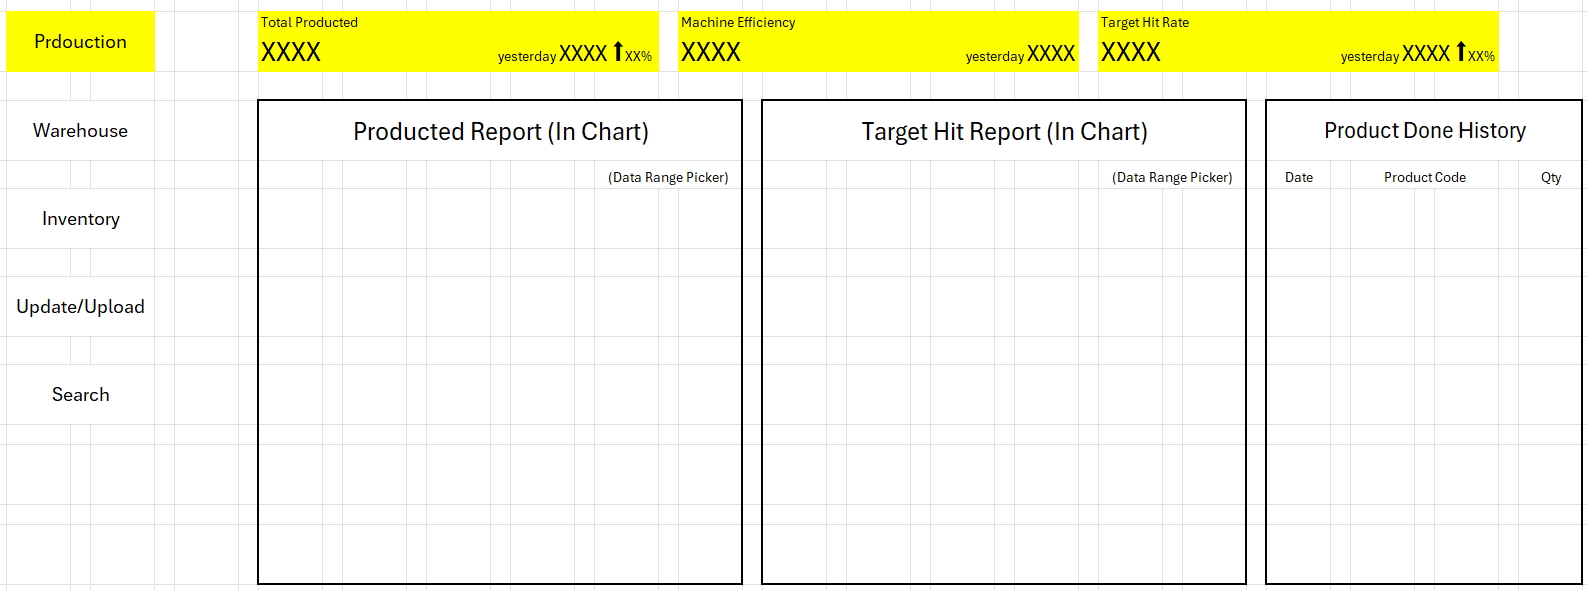 Prdouction
Total Producted
XXXX
yesterday XXXX ⬆XX%
Machine Efficiency
XXXX
yesterday XXXX
Target Hit Rate
XXXX
yesterday XXXX ⬆XX%
Warehouse
Inventory
Update/Upload
Search
Producted Report (In Chart)
(Data Range Picker)
Target Hit Report (In Chart)
(Data Range Picker)
Product Done History
Date Product Code Qty